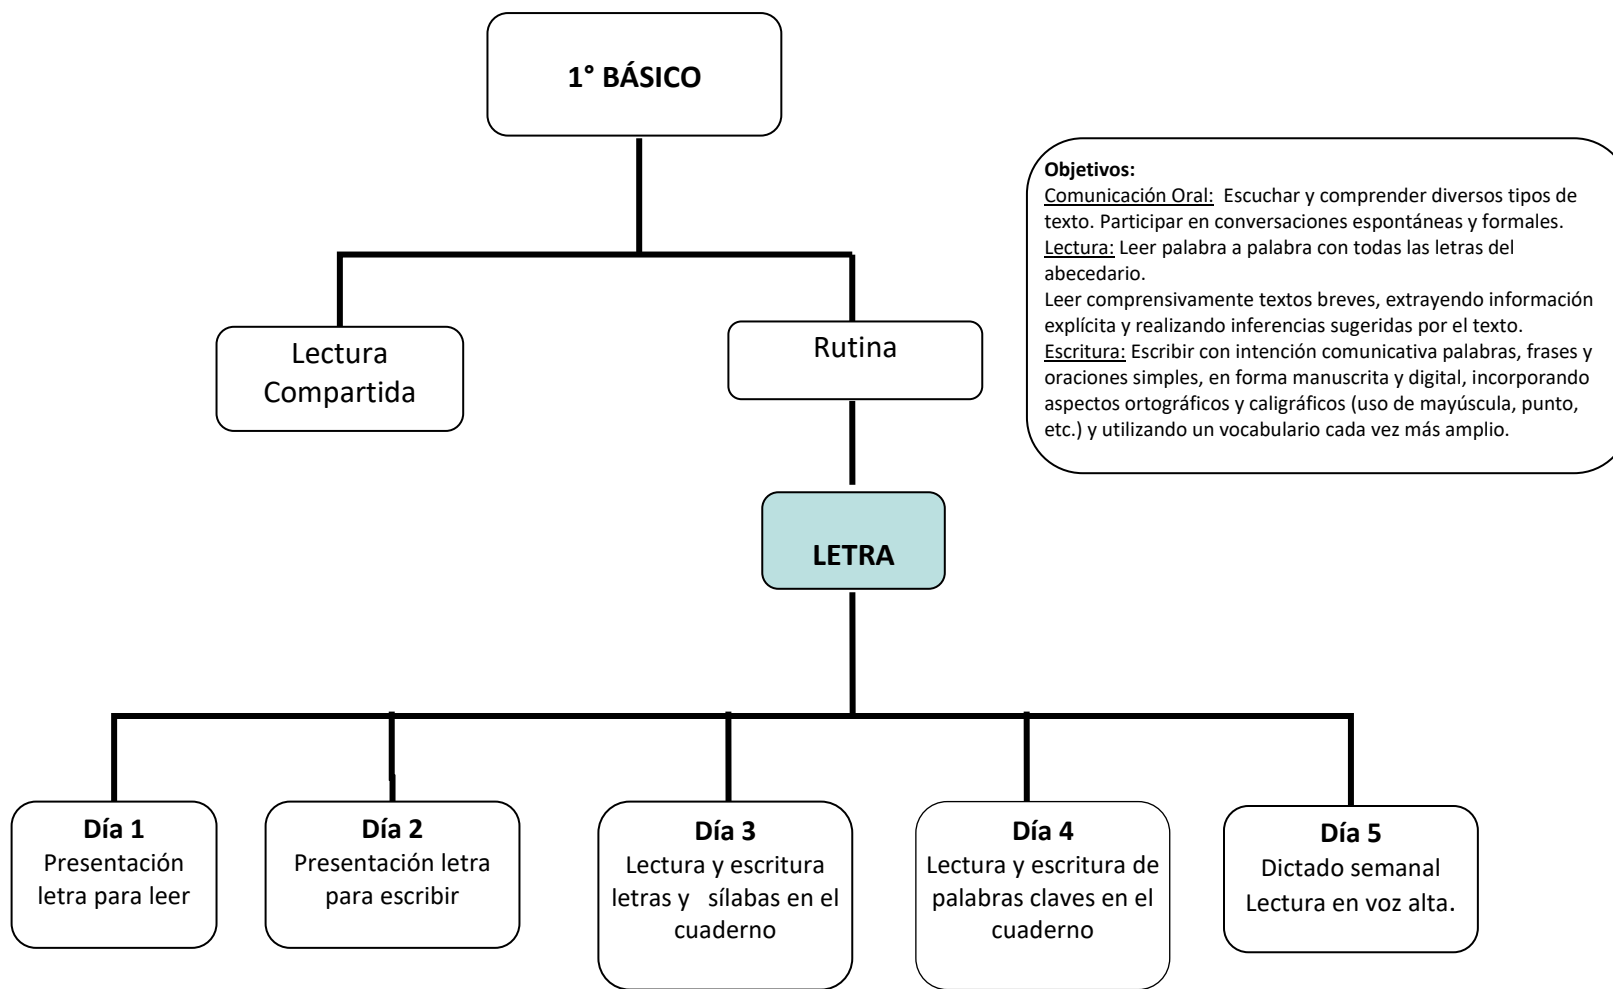 1° BÁSICO
Objetivos:
Comunicación Oral: Escuchar y comprender diversos tipos de
texto. Participar en conversaciones espontáneas y formales.
Lectura: Leer palabra a palabra con todas las letras del
abecedario.
Leer comprensivamente textos breves, extrayendo información
explícita y realizando inferencias sugeridas por el texto.
Escritura: Escribir con intención comunicativa palabras, frases y
oraciones simples, en forma manuscrita y digital, incorporando
aspectos ortográficos y caligráficos (uso de mayúscula, punto,
etc.) y utilizando un vocabulario cada vez más amplio.
Lectura
Compartida
Rutina
LETRA
Día 1
Presentación
letra para leer
Día 2
Presentación letra
para escribir
Día 3
Lectura y escritura
letras y sílabas en el
cuaderno
Día 4
Lectura y escritura de
palabras claves en el
cuaderno
Día 5
Dictado semanal
Lectura en voz alta.